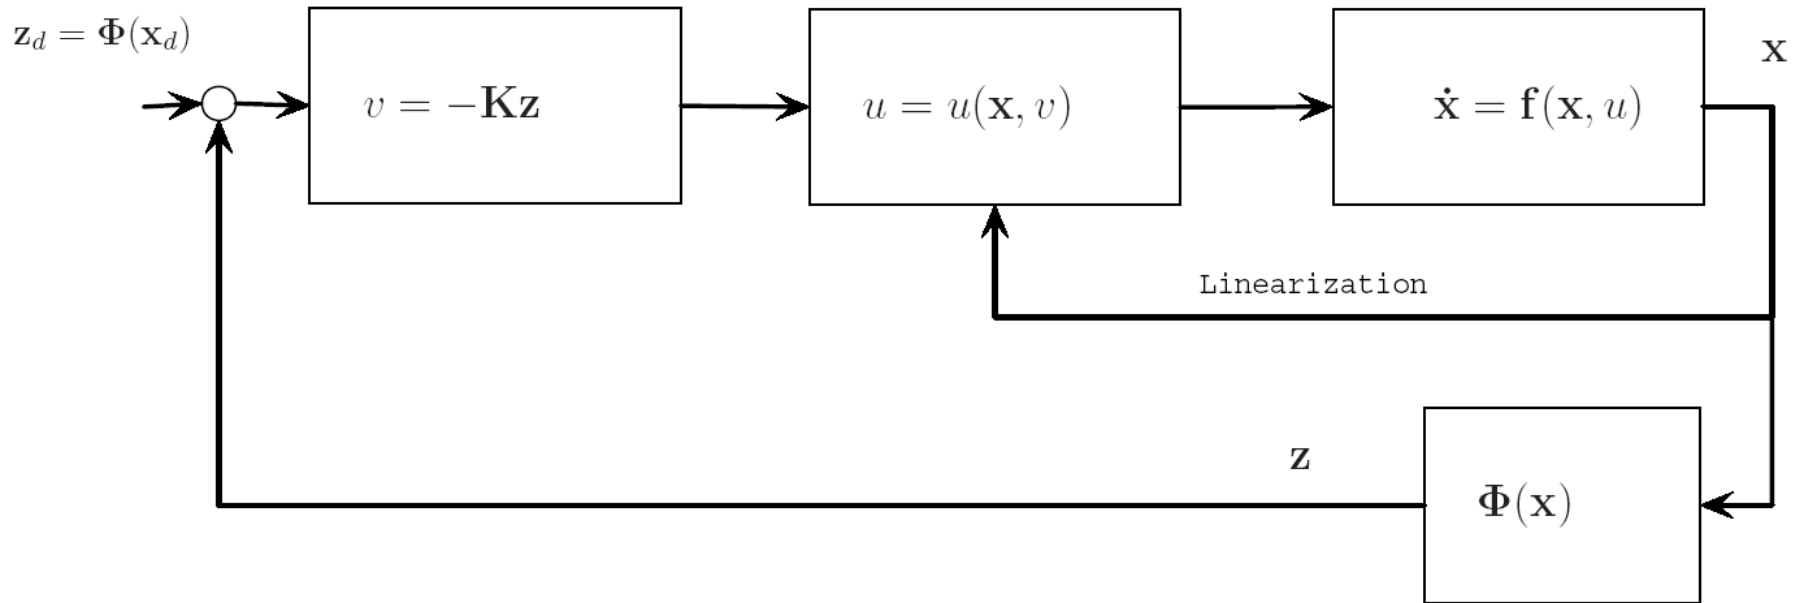 𝐳_d = 𝚽(𝐱_d)
v = −𝐊𝐳
u = u(𝐱, v)
𝐱̇ = 𝐟(𝐱, u)
𝐱
Linearization
𝐳
𝚽(𝐱)